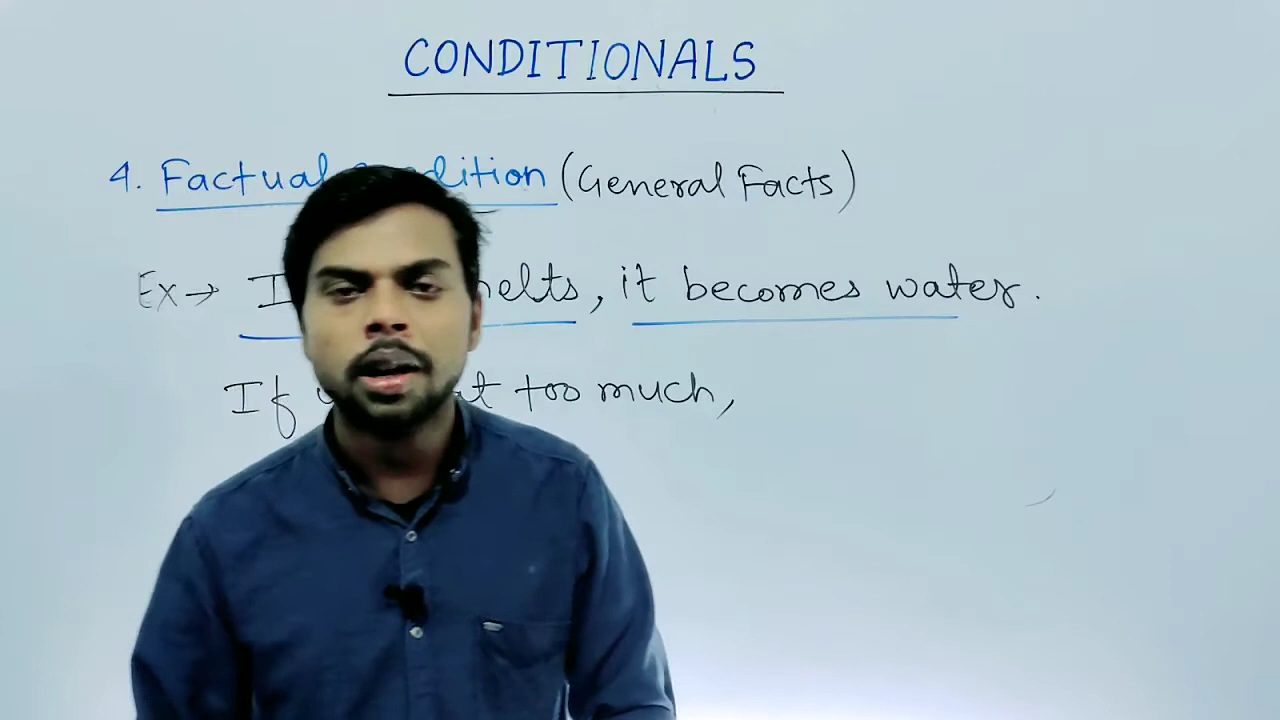 CONDITIONALS
4. Factual (General Facts)
Ex → melts, it becomes water.
If too much,